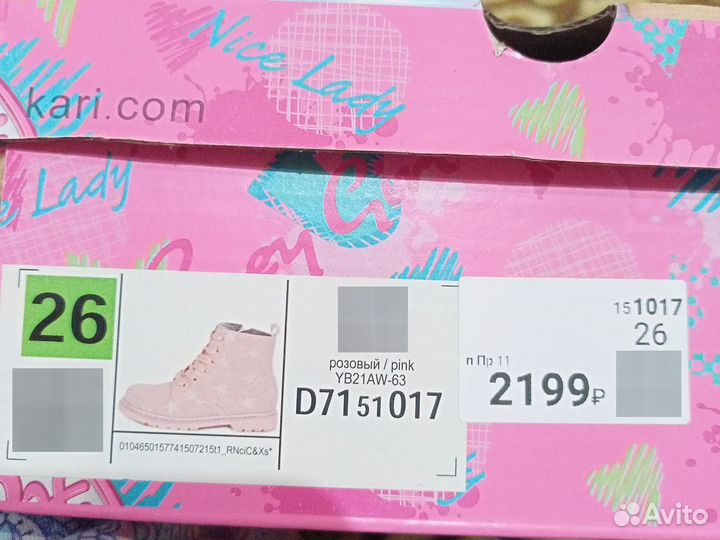 Nice Lady
kari.com
Lady
26
розовый / pink
YB21AW-63
D7151017
0104650157741507215t1_RNciC&Xs*
151017
26
п Пр 11
2199₽
Avito